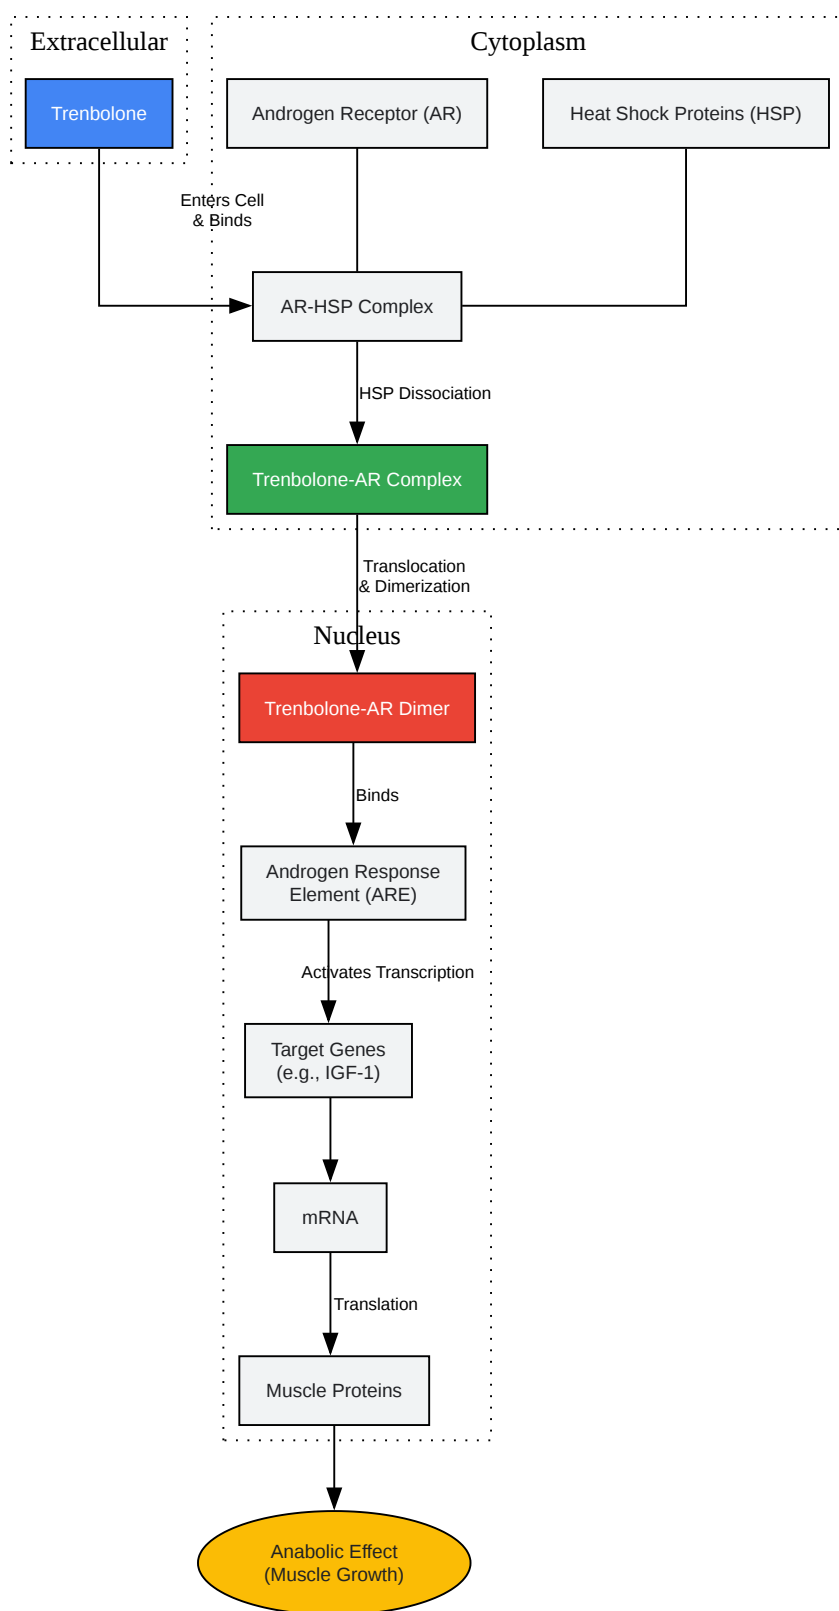 Extracellular
Cytoplasm
Trenbolone
Androgen Receptor (AR)
Heat Shock Proteins (HSP)
Enters Cell
& Binds
AR-HSP Complex
HSP Dissociation
Trenbolone-AR Complex
Translocation
& Dimerization
Nucleus
Trenbolone-AR Dimer
Binds
Androgen Response
Element (ARE)
Activates Transcription
Target Genes
(e.g., IGF-1)
mRNA
Translation
Muscle Proteins
Anabolic Effect
(Muscle Growth)